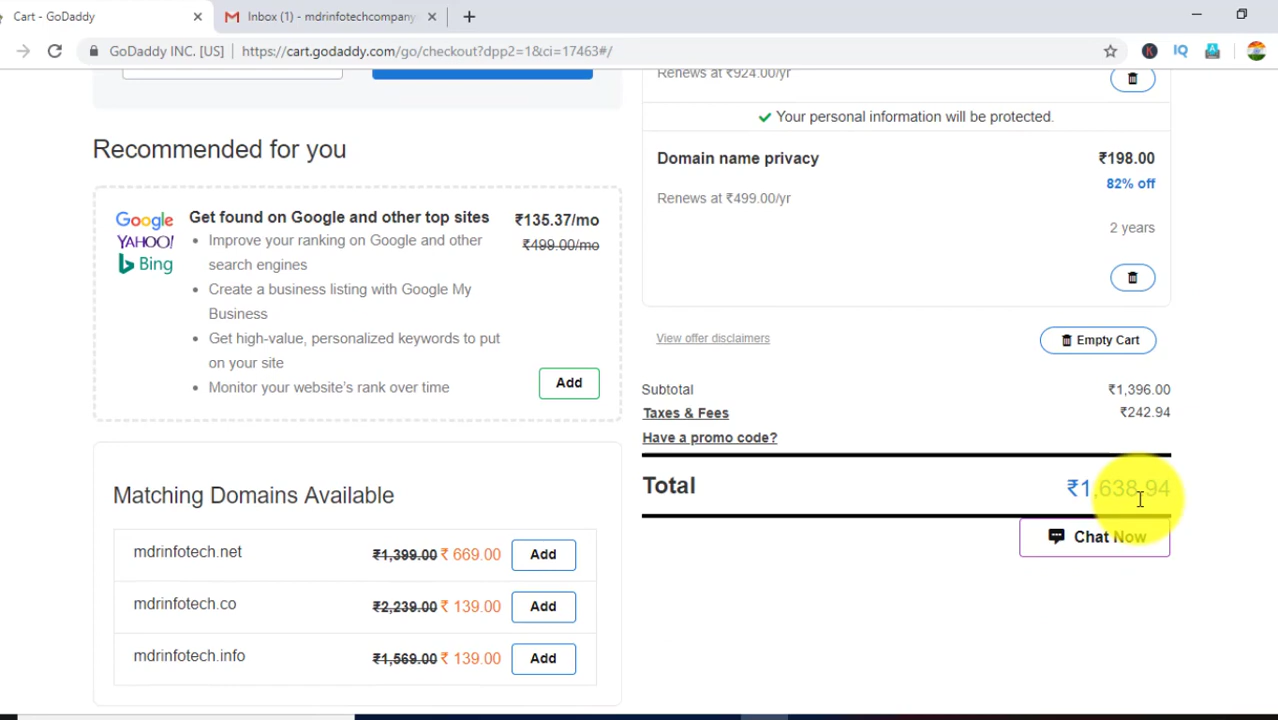 Cart - GoDaddy
Inbox (1) - mdrinfotechcompany
GoDaddy INC. [US]
https://cart.godaddy.com/go/checkout?dpp2=1&ci=17463#/
K
IQ
Recommended for you
Google
YAHOO!
Bing
Get found on Google and other top sites
₹135.37/mo
₹499.00/mo
• Improve your ranking on Google and other
search engines
• Create a business listing with Google My
Business
• Get high-value, personalized keywords to put
on your site
• Monitor your website's rank over time
Add
Matching Domains Available
mdrinfotech.net ₹1,399.00 ₹ 669.00 Add
mdrinfotech.co ₹2,239.00 ₹ 139.00 Add
mdrinfotech.info ₹1,569.00 ₹ 139.00 Add
Renews at ₹924.00/yr
Your personal information will be protected.
Domain name privacy ₹198.00
82% off
Renews at ₹499.00/yr
2 years
View offer disclaimers
Empty Cart
Subtotal ₹1,396.00
Taxes & Fees ₹242.94
Have a promo code?
Total ₹1,638.94
Chat Now